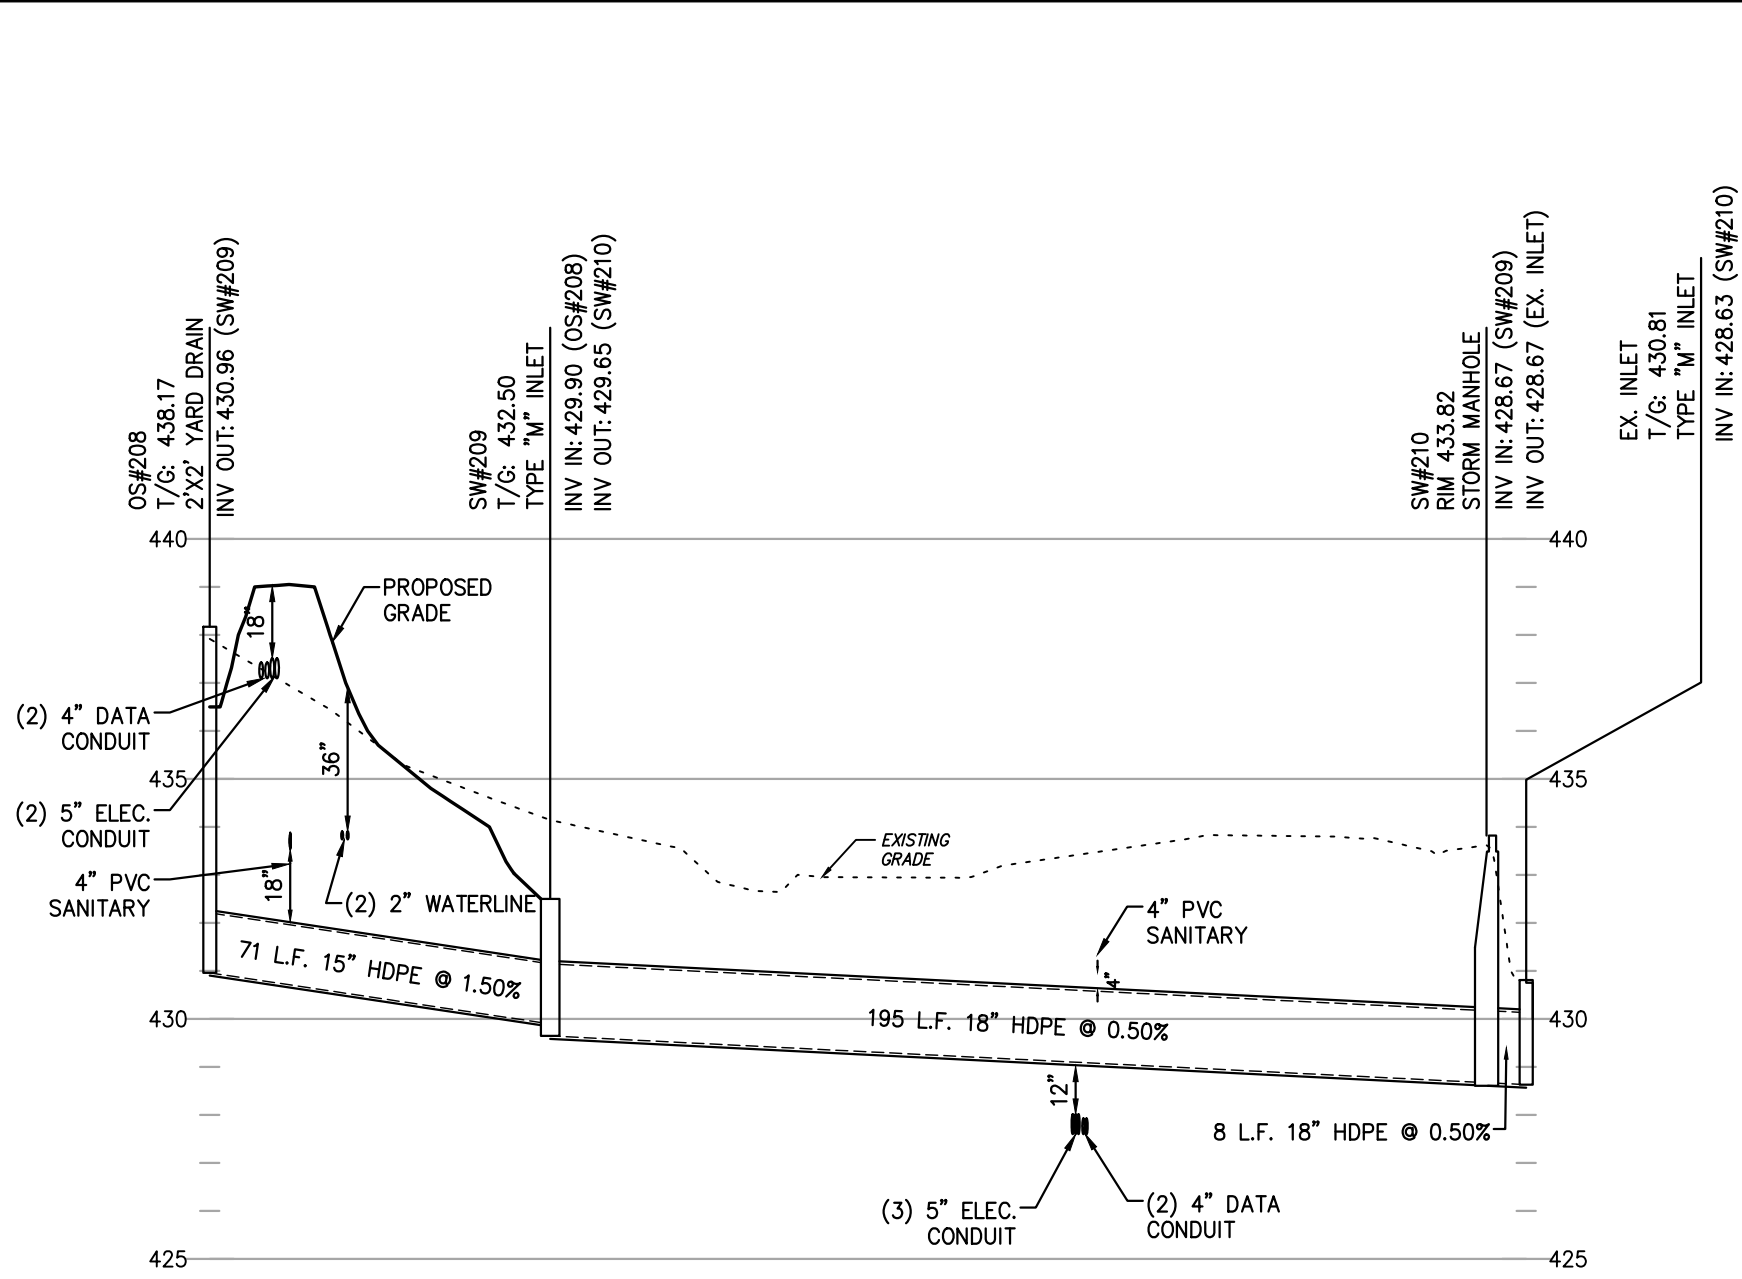 OS#208
T/G: 438.17
2'X2' YARD DRAIN
INV OUT: 430.96 (SW#209)
SW#209
T/G: 432.50
TYPE "M" INLET
INV IN: 429.90 (OS#208)
INV OUT: 429.65 (SW#210)
SW#210
RIM 433.82
STORM MANHOLE
INV IN: 428.67 (SW#209)
INV OUT: 428.67 (EX. INLET)
EX. INLET
T/G: 430.81
TYPE "M" INLET
INV IN: 428.63 (SW#210)
440
440
PROPOSED
GRADE
18"
(2) 4" DATA
CONDUIT
36"
435
435
(2) 5" ELEC.
CONDUIT
EXISTING
GRADE
4" PVC
SANITARY
18"
(2) 2" WATERLINE
4" PVC
SANITARY
4"
71 L.F. 15" HDPE @ 1.50%
430
195 L.F. 18" HDPE @ 0.50%
430
12"
8 L.F. 18" HDPE @ 0.50%
(3) 5" ELEC.
CONDUIT
(2) 4" DATA
CONDUIT
425
425